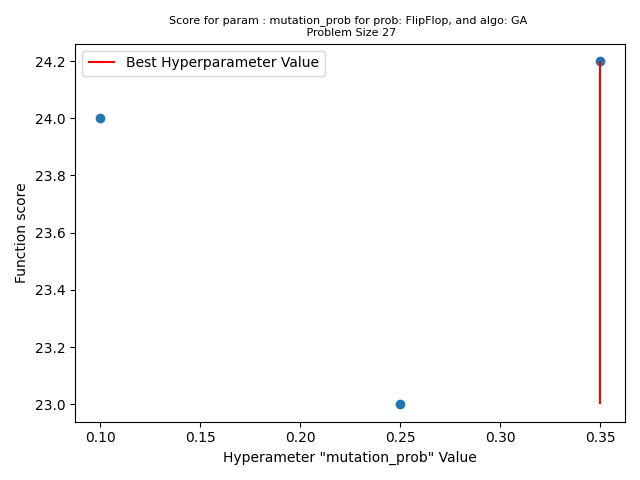 Score for param : mutation_prob for prob: FlipFlop, and algo: GA
Problem Size 27
Best Hyperparameter Value
24.2
24.0
23.8
23.6
23.4
23.2
23.0
Function score
0.10 0.15 0.20 0.25 0.30 0.35
Hyperameter "mutation_prob" Value